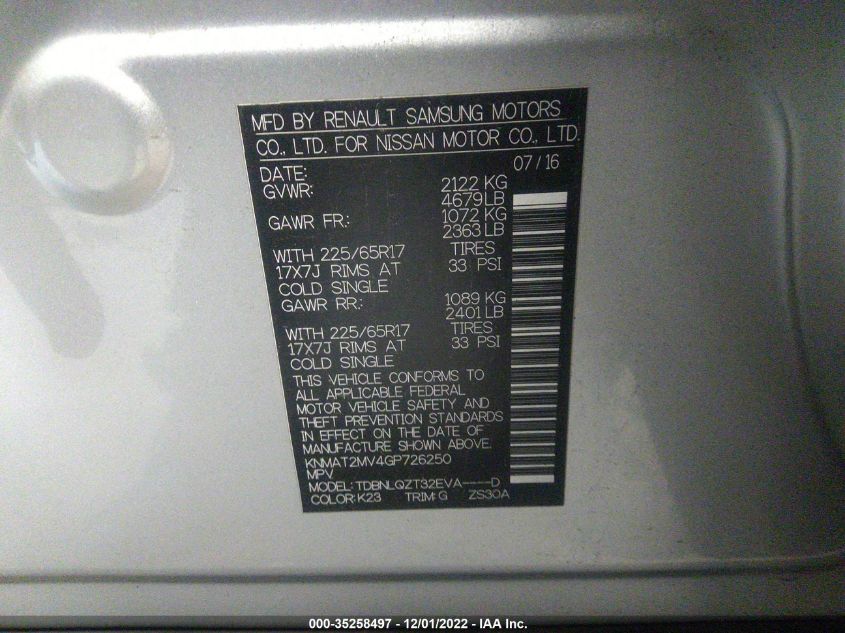 MFD BY RENAULT SAMSUNG MOTORS
CO., LTD. FOR NISSAN MOTOR CO., LTD.
DATE: 07/16
GVWR: 2122 KG
4679LB
GAWR FR.: 1072 KG
2363 LB
WITH 225/65R17 TIRES
17X7J RIMS AT 33 PSI
COLD SINGLE
GAWR RR.: 1089 KG
2401 LB
WITH 225/65R17 TIRES
17X7J RIMS AT 33 PSI
COLD SINGLE
THIS VEHICLE CONFORMS TO
ALL APPLICABLE FEDERAL
MOTOR VEHICLE SAFETY AND
THEFT PREVENTION STANDARDS
IN EFFECT ON THE DATE OF
MANUFACTURE SHOWN ABOVE.
KNMAT2MV4GP726250
MPV
MODEL: TDBNLQZT32EVA----D
COLOR: K23 TRIM: G ZS30A
000-35258497 - 12/01/2022 - IAA Inc.